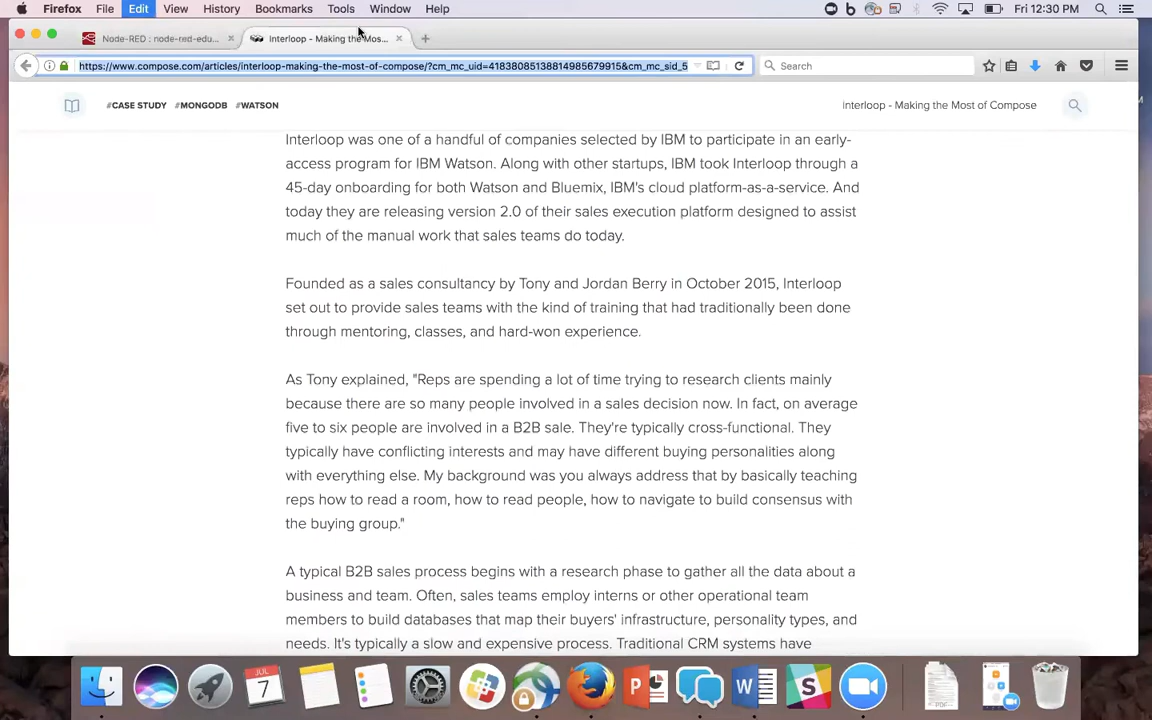 Firefox File Edit View History Bookmarks Tools Window Help Fri 12:30 PM
Node-RED : node-red-edu... Interloop - Making the Mos...
https://www.compose.com/articles/interloop-making-the-most-of-compose/?cm_mc_uid=41838085138814985679915&cm_mc_sid_5 Search
#CASE STUDY #MONGODB #WATSON interloop - Making the Most of Compose
Interloop was one of a handful of companies selected by IBM to participate in an early-
access program for IBM Watson. Along with other startups, IBM took Interloop through a
45-day onboarding for both Watson and Bluemix, IBM's cloud platform-as-a-service. And
today they are releasing version 2.0 of their sales execution platform designed to assist
much of the manual work that sales teams do today.
Founded as a sales consultancy by Tony and Jordan Berry in October 2015, Interloop
set out to provide sales teams with the kind of training that had traditionally been done
through mentoring, classes, and hard-won experience.
As Tony explained, "Reps are spending a lot of time trying to research clients mainly
because there are so many people involved in a sales decision now. In fact, on average
five to six people are involved in a B2B sale. They're typically cross-functional. They
typically have conflicting interests and may have different buying personalities along
with everything else. My background was you always address that by basically teaching
reps how to read a room, how to read people, how to navigate to build consensus with
the buying group."
A typical B2B sales process begins with a research phase to gather all the data about a
business and team. Often, sales teams employ interns or other operational team
members to build databases that map their buyers' infrastructure, personality types, and
needs. It's typically a slow and expensive process. Traditional CRM systems have
JUL
7